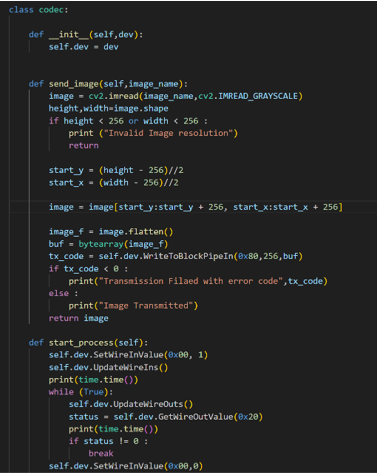 class codec:
def __init__(self,dev):
self.dev = dev
def send_image(self,image_name):
image = cv2.imread(image_name,cv2.IMREAD_GRAYSCALE)
height,width=image.shape
if height < 256 or width < 256 :
print ("Invalid Image resolution")
return
start_y = (height - 256)//2
start_x = (width - 256)//2
image = image[start_y:start_y + 256, start_x:start_x + 256]
image_f = image.flatten()
buf = bytearray(image_f)
tx_code = self.dev.WriteToBlockPipeIn(0x80,256,buf)
if tx_code < 0 :
print("Transmission Filaed with error code",tx_code)
else :
print("Image Transmitted")
return image
def start_process(self):
self.dev.SetWireInValue(0x00, 1)
self.dev.UpdateWireIns()
print(time.time())
while (True):
self.dev.UpdateWireOuts()
status = self.dev.GetWireOutValue(0x20)
print(time.time())
if status != 0 :
break
self.dev.SetWireInValue(0x00,0)